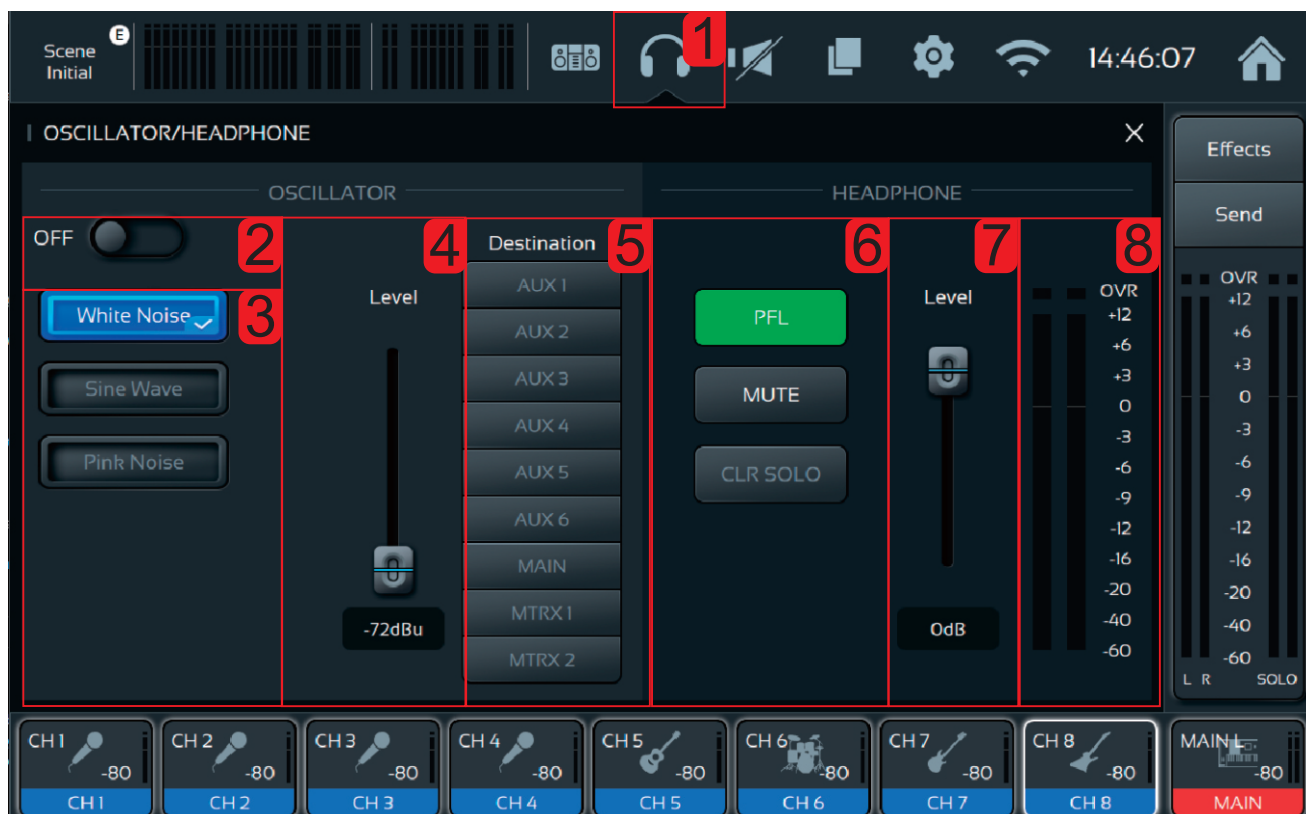 Scene
Initial
E
1
14:46:07
OSCILLATOR/HEADPHONE
X
OSCILLATOR
HEADPHONE
OFF
2
3
White Noise
Sine Wave
Pink Noise
4
Level
-72dBu
5
Destination
AUX 1
AUX 2
AUX 3
AUX 4
AUX 5
AUX 6
MAIN
MTRX 1
MTRX 2
6
PFL
MUTE
CLR SOLO
7
Level
0dB
8
OVR
+12
+6
+3
0
-3
-6
-9
-12
-16
-20
-40
-60
Effects
Send
OVR
+12
+6
+3
0
-3
-6
-9
-12
-16
-20
-40
-60
L R SOLO
CH 1
-80
CH 1
CH 2
-80
CH 2
CH 3
-80
CH 3
CH 4
-80
CH 4
CH 5
-80
CH 5
CH 6
-80
CH 6
CH 7
-80
CH 7
CH 8
-80
CH 8
MAIN L
-80
MAIN